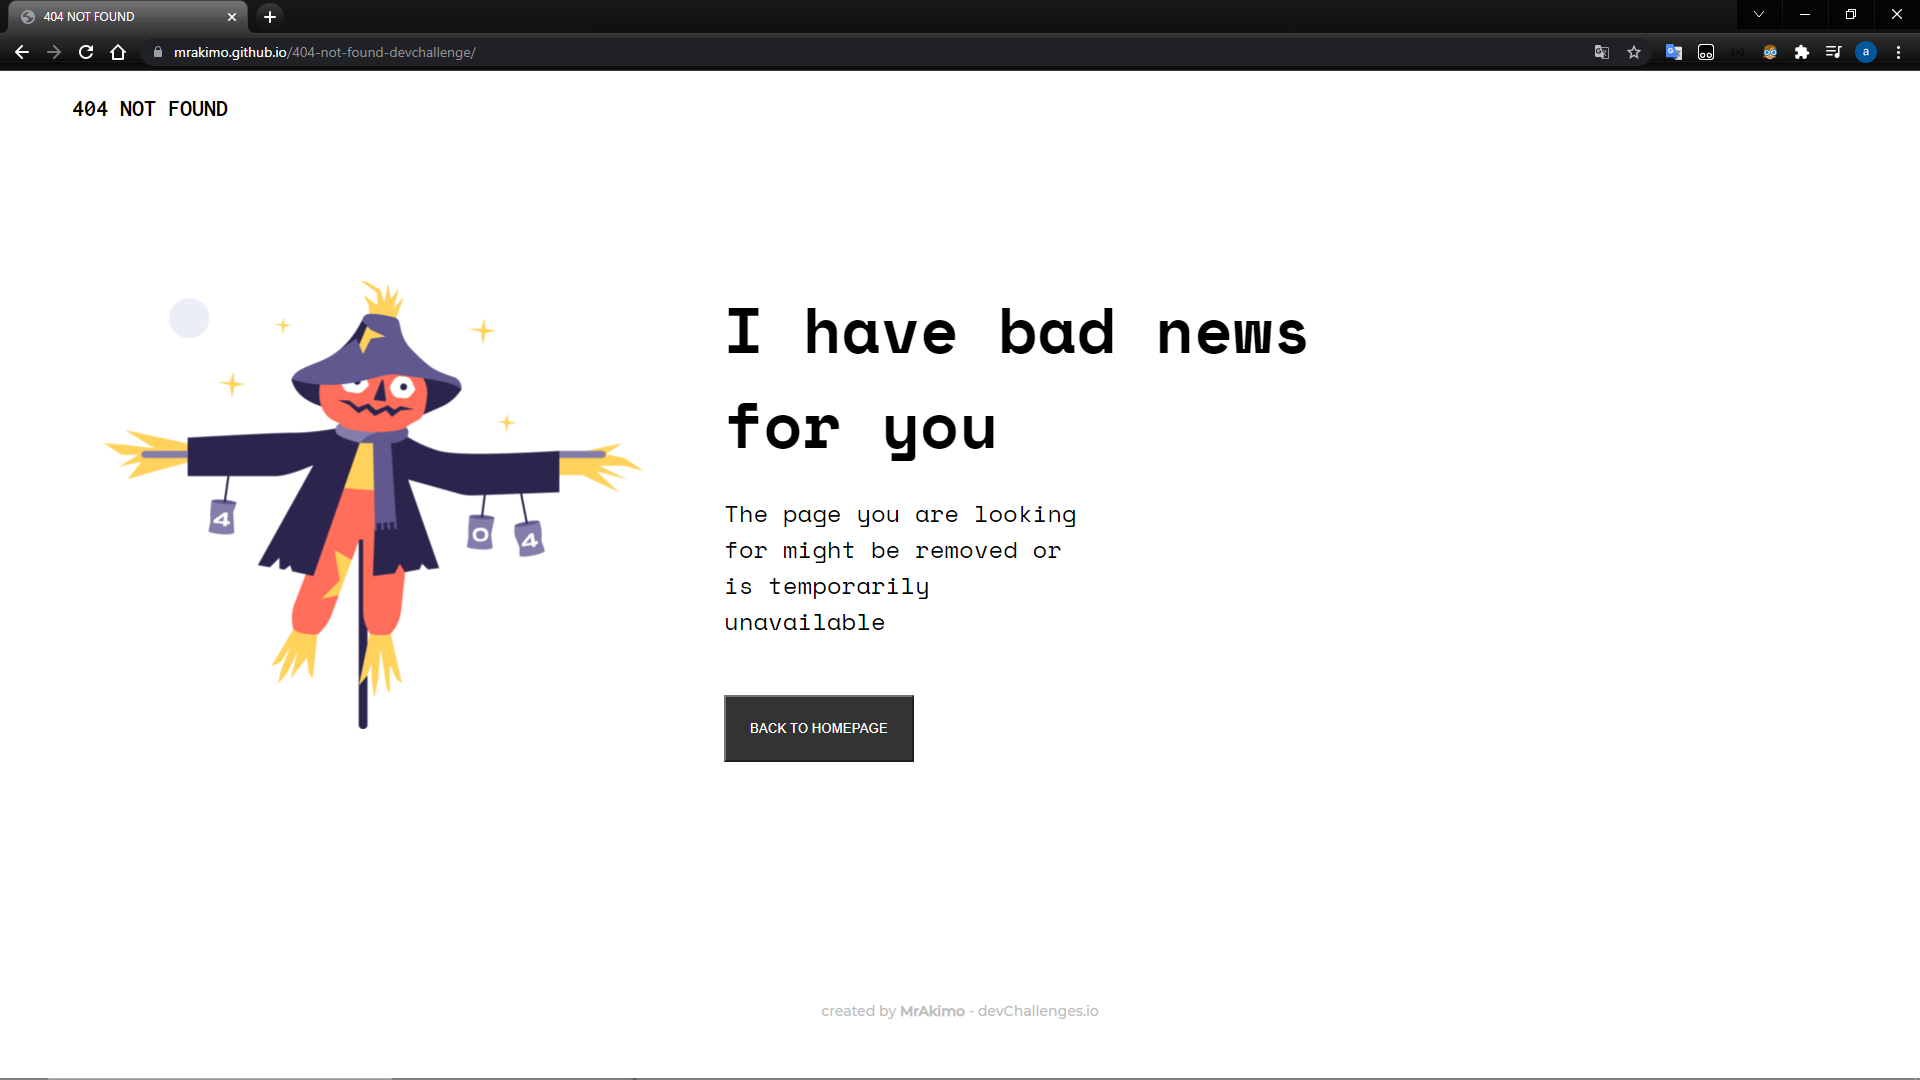 404 NOT FOUND
mrakimo.github.io/404-not-found-devchallenge/
a
404 NOT FOUND
I have bad news
for you
4
0
4
The page you are looking
for might be removed or
is temporarily
unavailable
BACK TO HOMEPAGE
created by MrAkimo - devChallenges.io